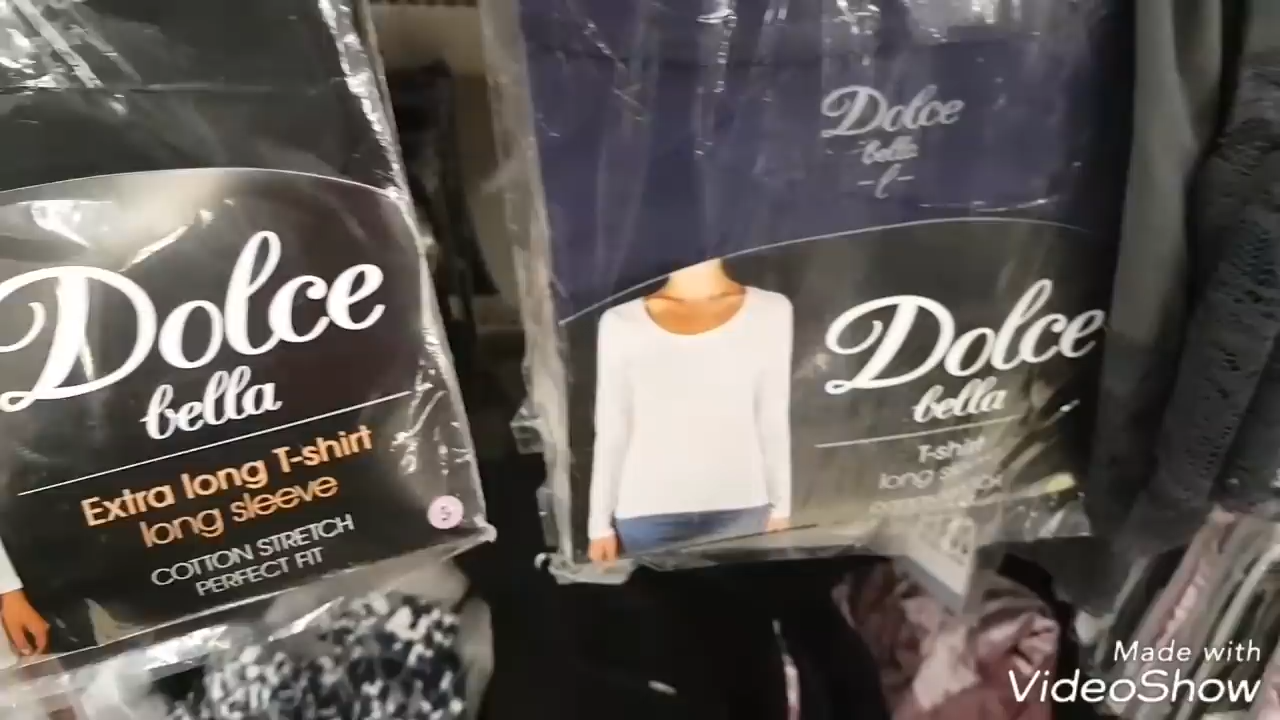 Dolce
bella
Extra long T-shirt
long sleeve
COTTON STRETCH
PERFECT FIT
S
Dolce
bella
-l-
Dolce
bella
T-shirt
long
Made with
VideoShow